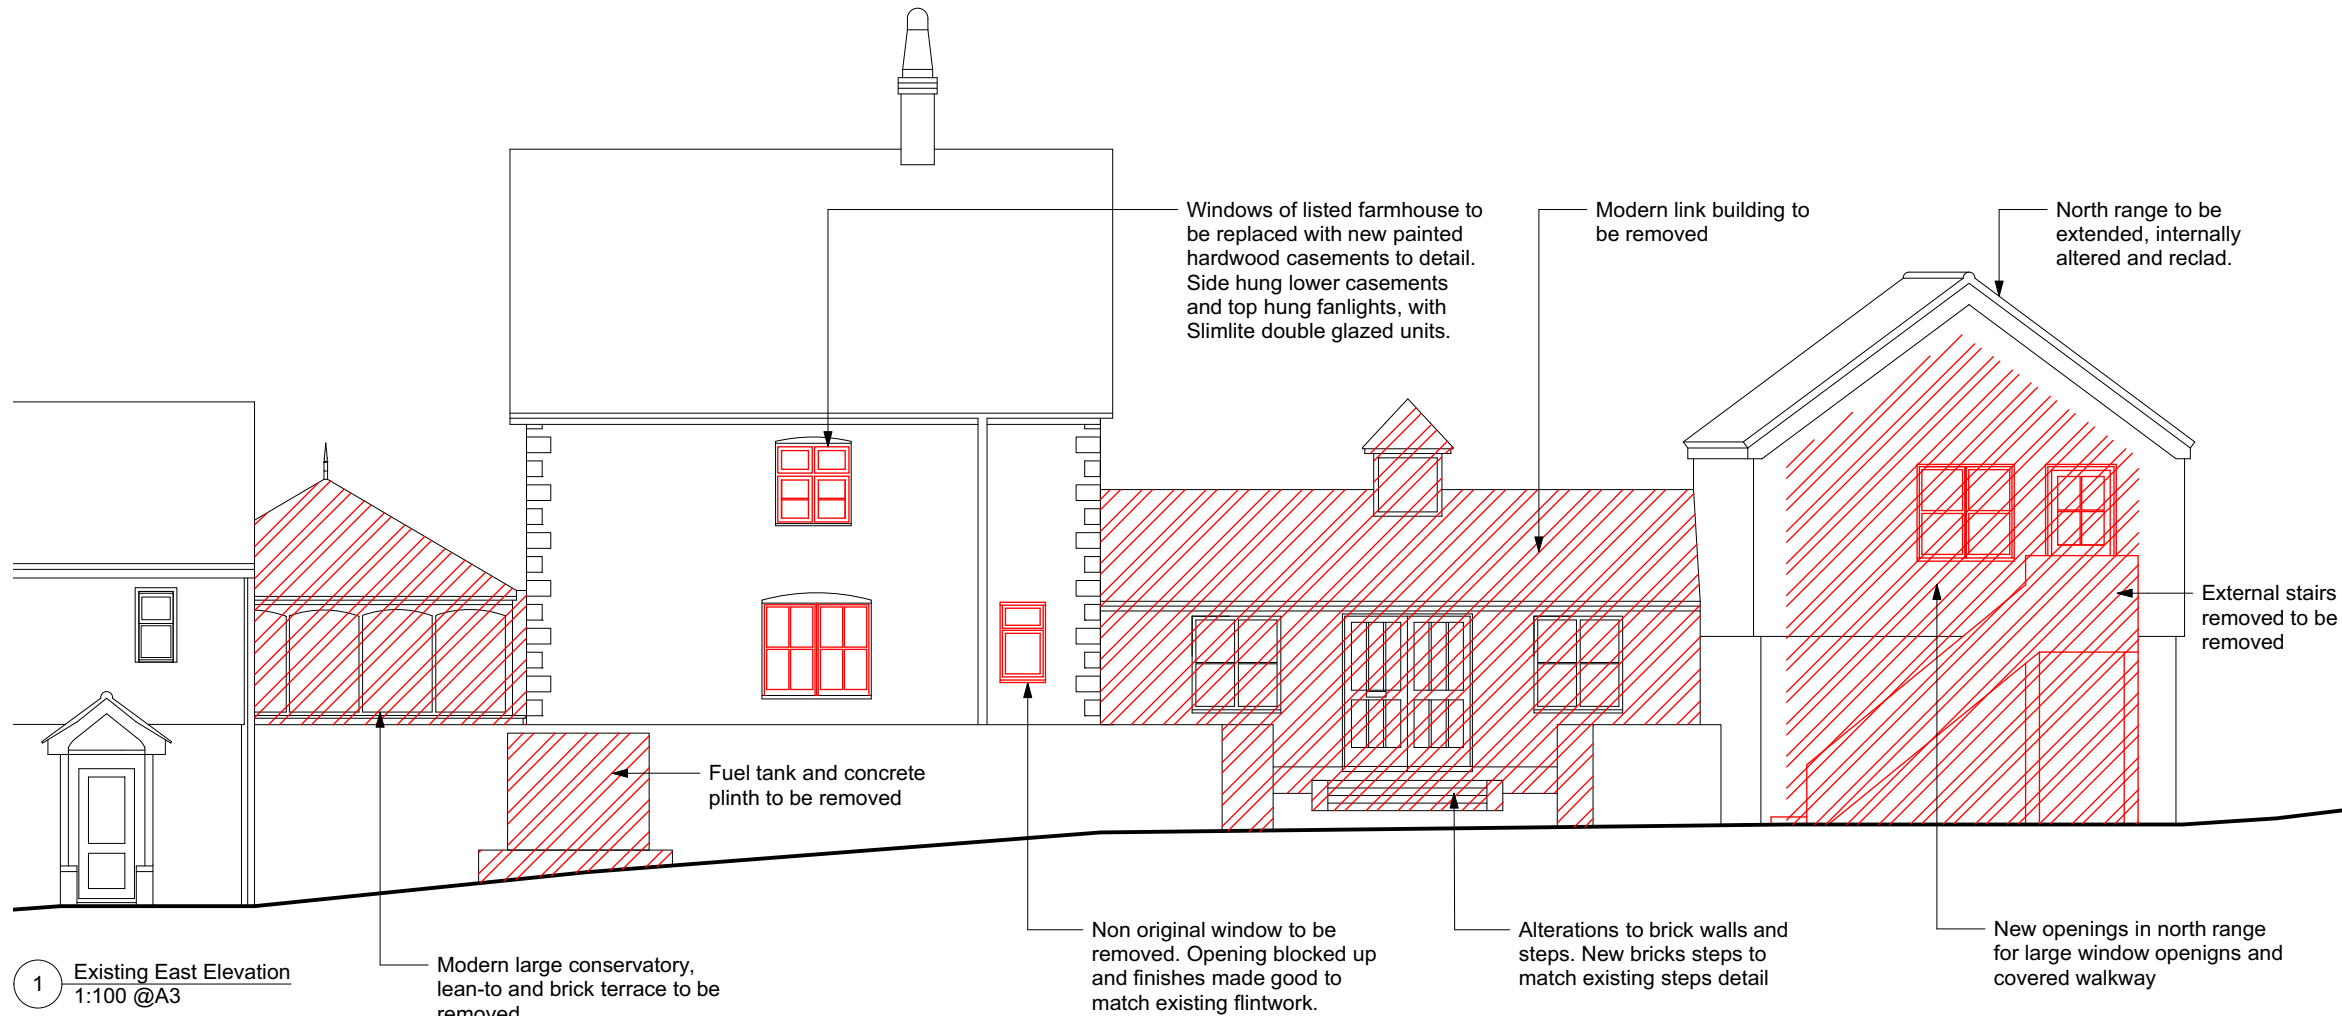 Windows of listed farmhouse to
be replaced with new painted
hardwood casements to detail.
Side hung lower casements
and top hung fanlights, with
Slimlite double glazed units.
Modern link building to
be removed
North range to be
extended, internally
altered and reclad.
External stairs
removed to be
removed
Fuel tank and concrete
plinth to be removed
Non original window to be
removed. Opening blocked up
and finishes made good to
match existing flintwork.
Alterations to brick walls and
steps. New bricks steps to
match existing steps detail
New openings in north range
for large window openigns and
covered walkway
Modern large conservatory,
lean-to and brick terrace to be
removed
1
Existing East Elevation
1:100 @A3